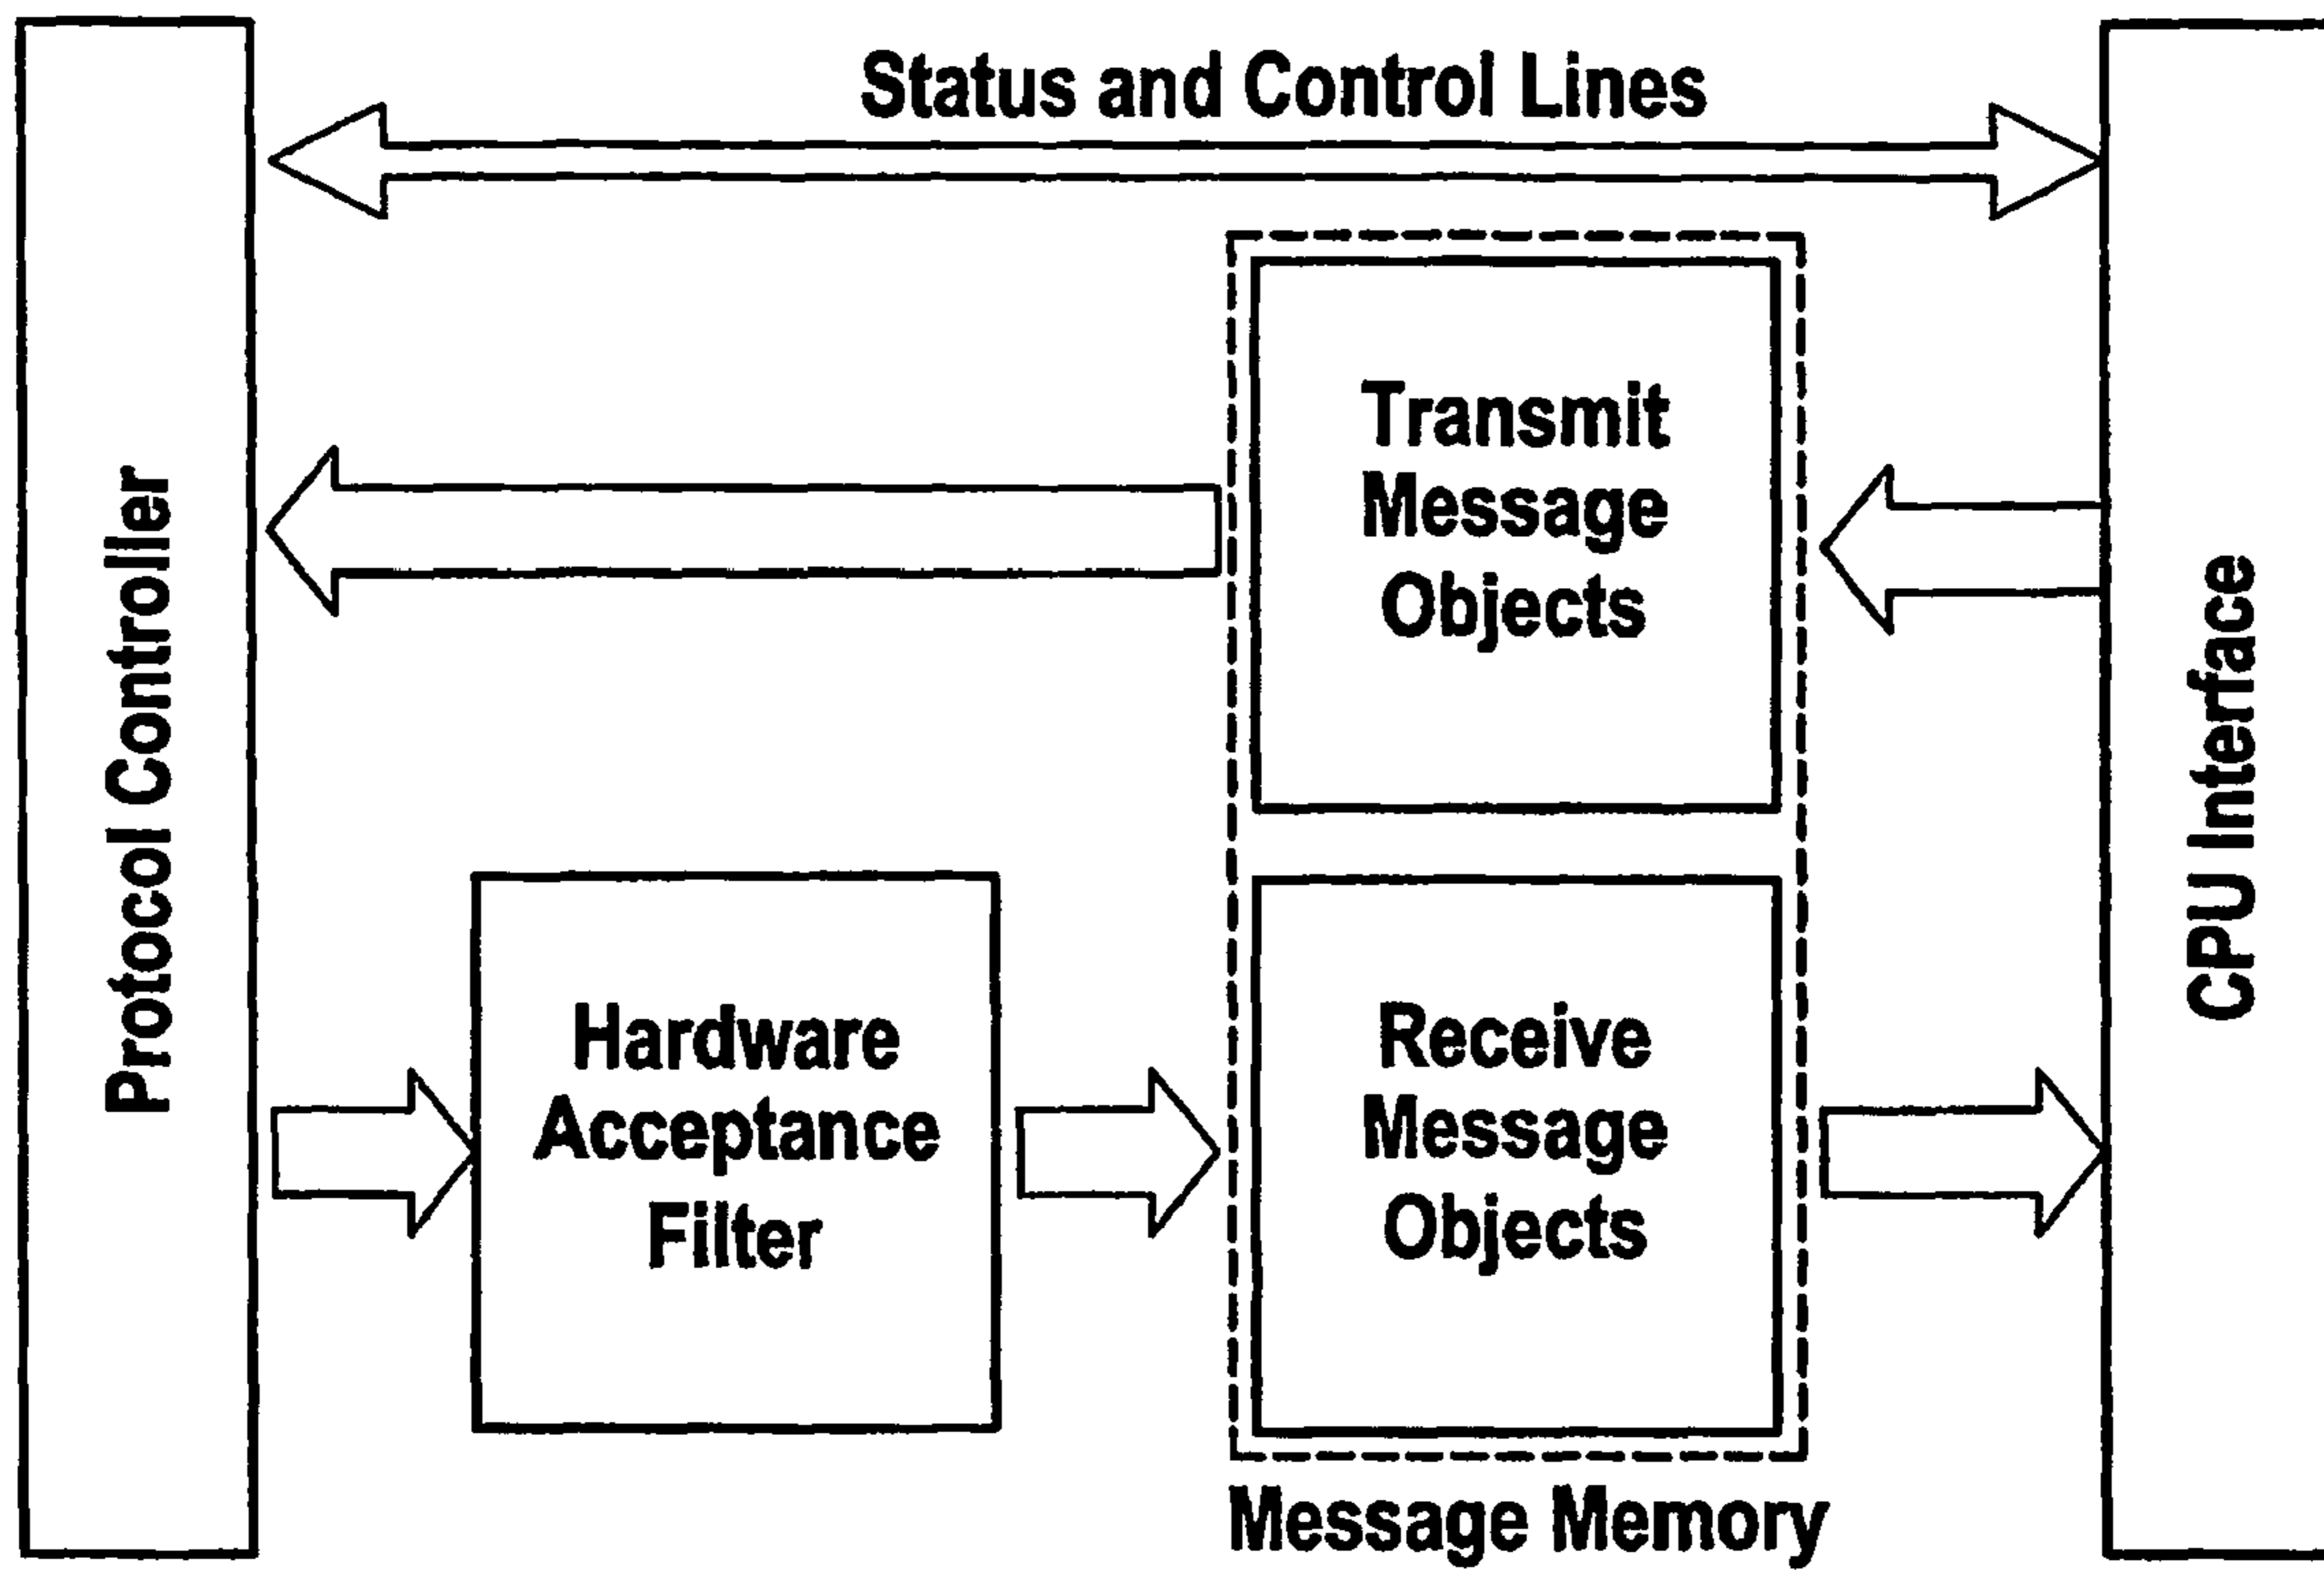 Status and Control Lines
Protocol Controller
Transmit
Message
Objects
CPU Interface
Hardware
Acceptance
Filter
Receive
Message
Objects
Message Memory